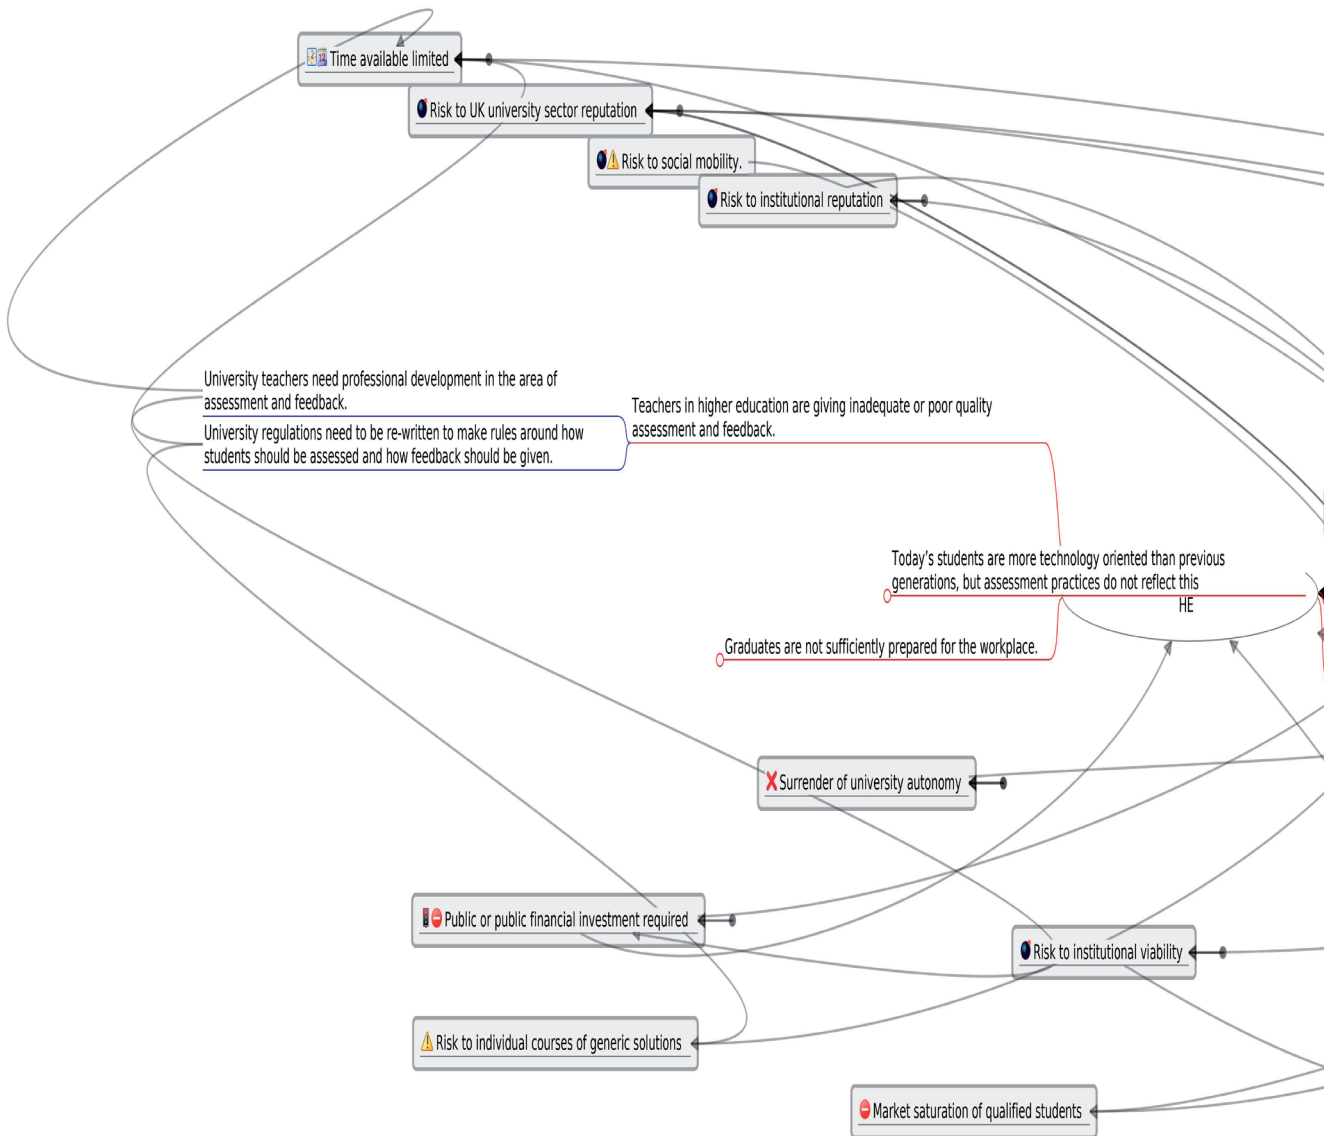 Time available limited
Risk to UK university sector reputation
Risk to social mobility.
Risk to institutional reputation
University teachers need professional development in the area of
assessment and feedback.
University regulations need to be re-written to make rules around how
students should be assessed and how feedback should be given.
Teachers in higher education are giving inadequate or poor quality
assessment and feedback.
Today's students are more technology oriented than previous
generations, but assessment practices do not reflect this
HE
Graduates are not sufficiently prepared for the workplace.
Surrender of university autonomy
Public or public financial investment required
Risk to institutional viability
Risk to individual courses of generic solutions
Market saturation of qualified students